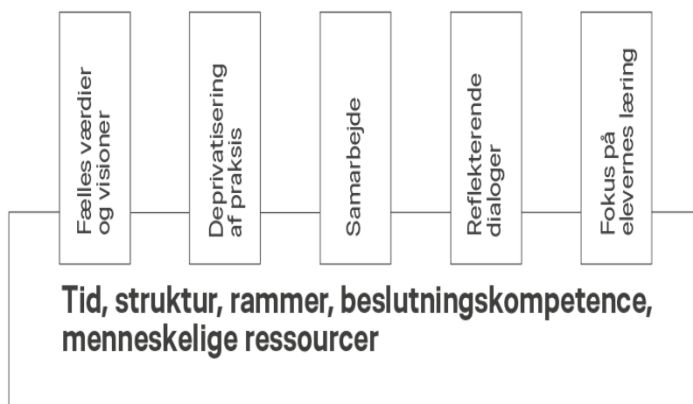 Fælles værdier
og visioner
Deprivatisering
af praksis
Samarbejde
Reflekterende
dialoger
Fokus på
elevernes læring
Tid, struktur, rammer, beslutningskompetence,
menneskelige ressourcer